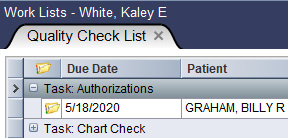 Work Lists - White, Kaley E
Quality Check List
Due Date Patient
Task: Authorizations
5/18/2020 GRAHAM, BILLY R
Task: Chart Check